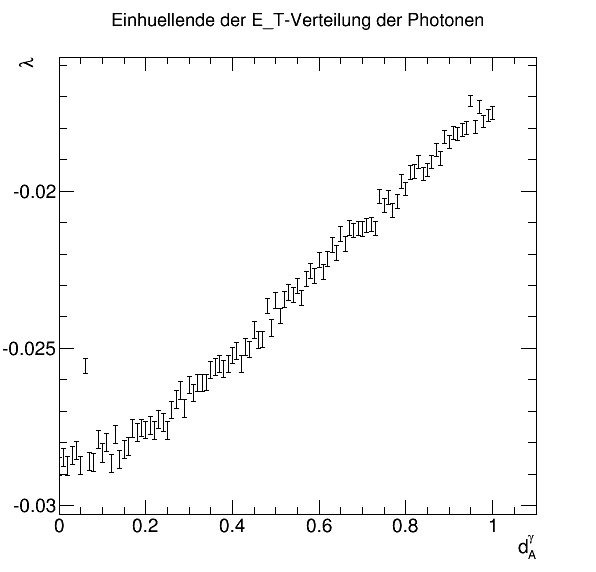 Einhuellende der E_T-Verteilung der Photonen
λ
-0.02
-0.025
-0.03
0 0.2 0.4 0.6 0.8 1
d_A^γ